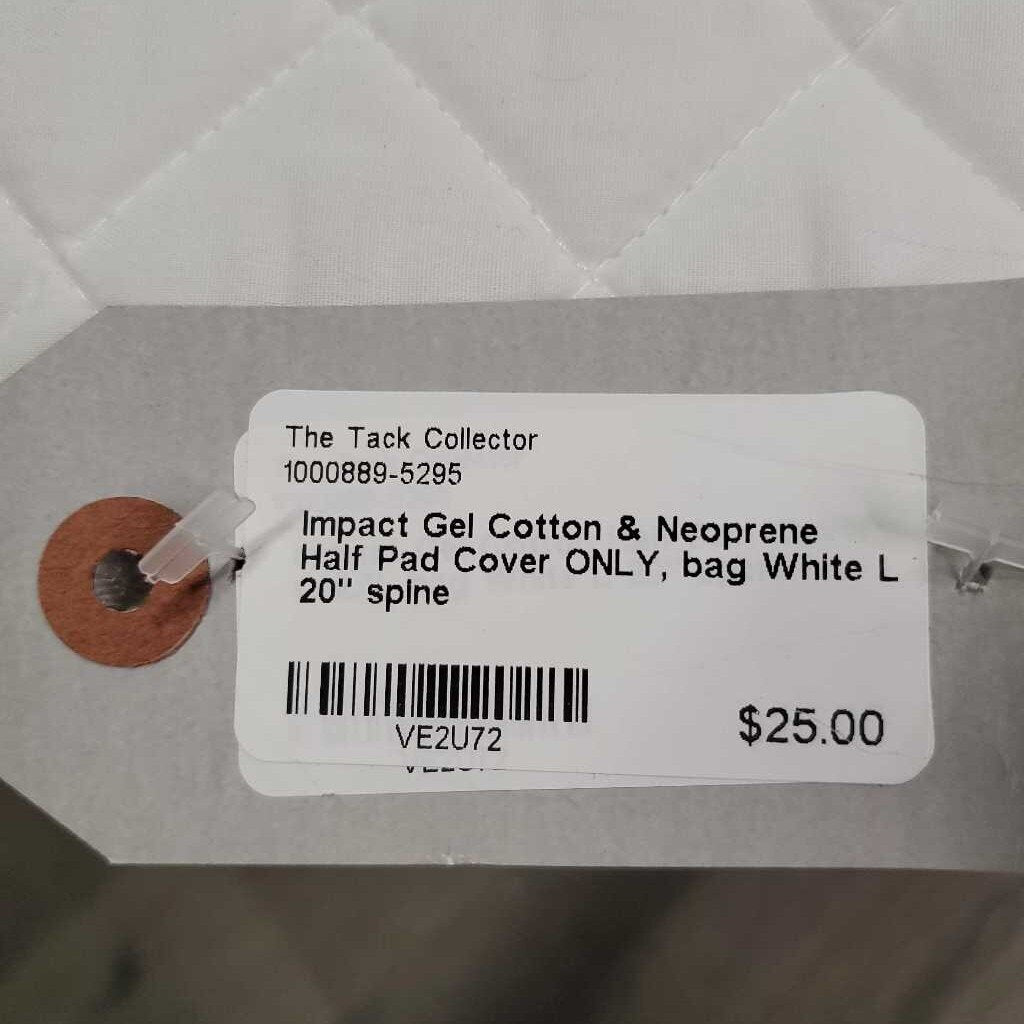 The Tack Collector
1000889-5295
Impact Gel Cotton & Neoprene
Half Pad Cover ONLY, bag White L
20" spine
VE2U72
$25.00